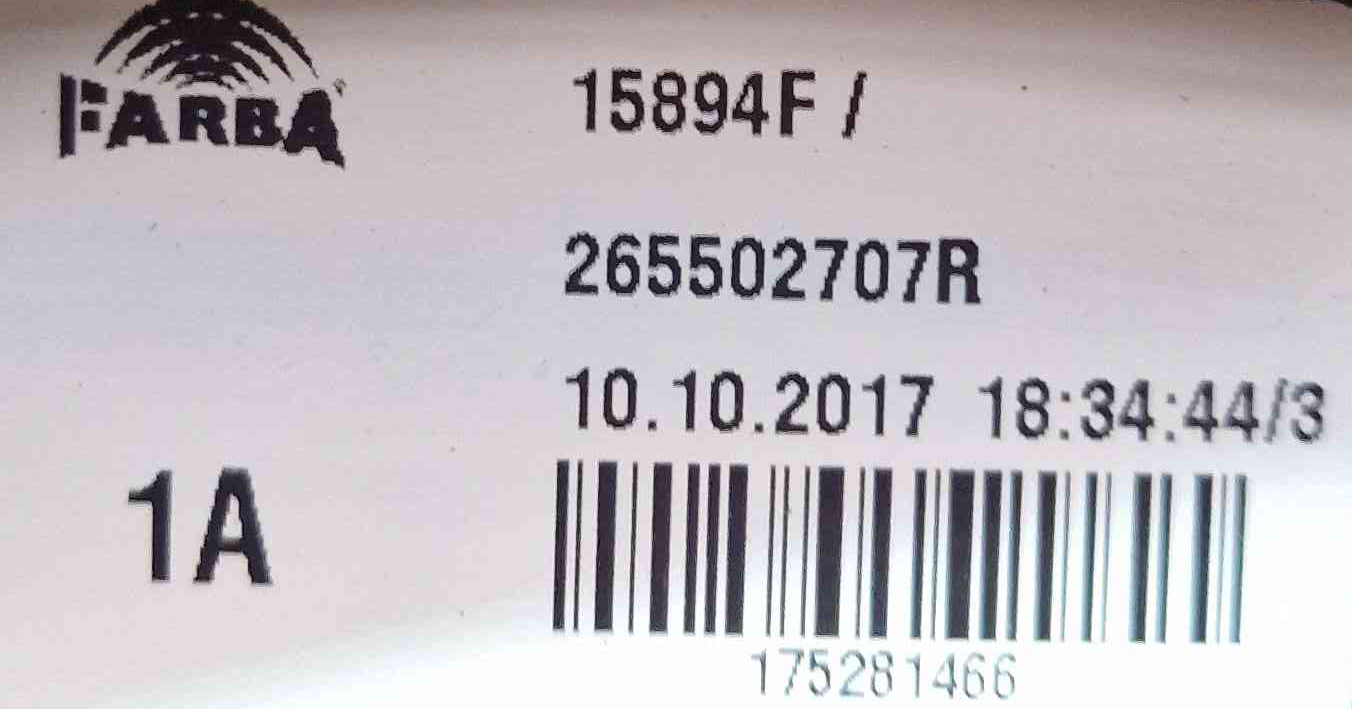 FARBA
15894F /
265502707R
10.10.2017 18:34:44/3
1A
175281466